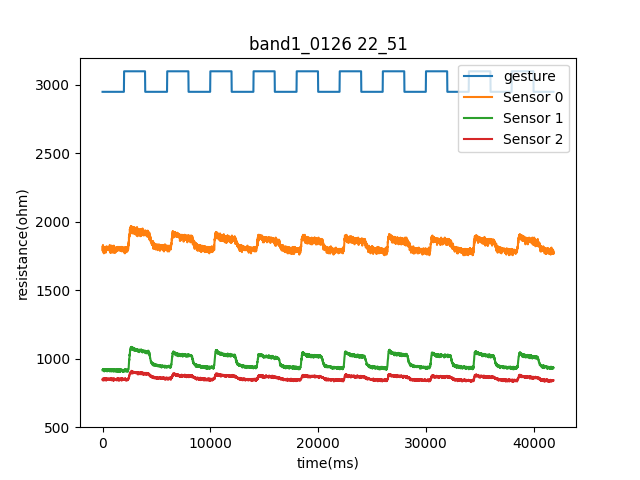 band1_0126 22_51
gesture
Sensor 0
Sensor 1
Sensor 2
resistance(ohm)
3000
2500
2000
1500
1000
500
0
10000
20000
30000
40000
time(ms)